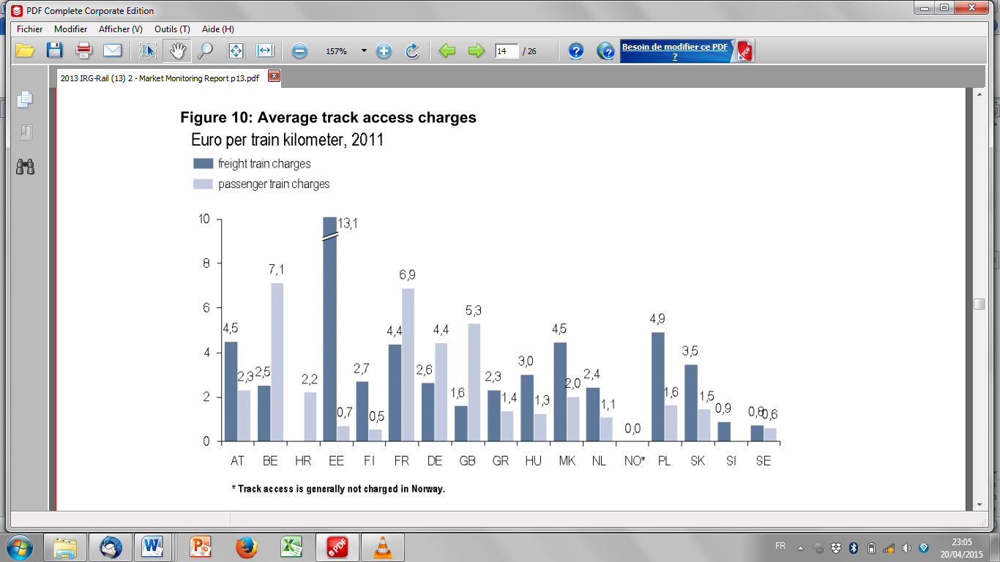 PDF Complete Corporate Edition
Fichier Modifier Afficher (V) Outils (T) Aide (H)
157% 14 / 26 Besoin de modifier ce PDF ?
2013 IRG-Rail (13) 2 - Market Monitoring Report p13.pdf
Figure 10: Average track access charges
Euro per train kilometer, 2011
freight train charges
passenger train charges
10
8
6
4
2
0
4,5 2,3 2,5 7,1 2,2 13,1 0,7 2,7 0,5 4,4 6,9 2,6 4,4 1,6 5,3 2,3 1,4 3,0 1,3 4,5 2,0 2,4 1,1 0,0 4,9 1,6 3,5 1,5 0,9 0,8 0,6
AT BE HR EE FI FR DE GB GR HU MK NL NO* PL SK SI SE
* Track access is generally not charged in Norway.
FR 23:05
20/04/2015